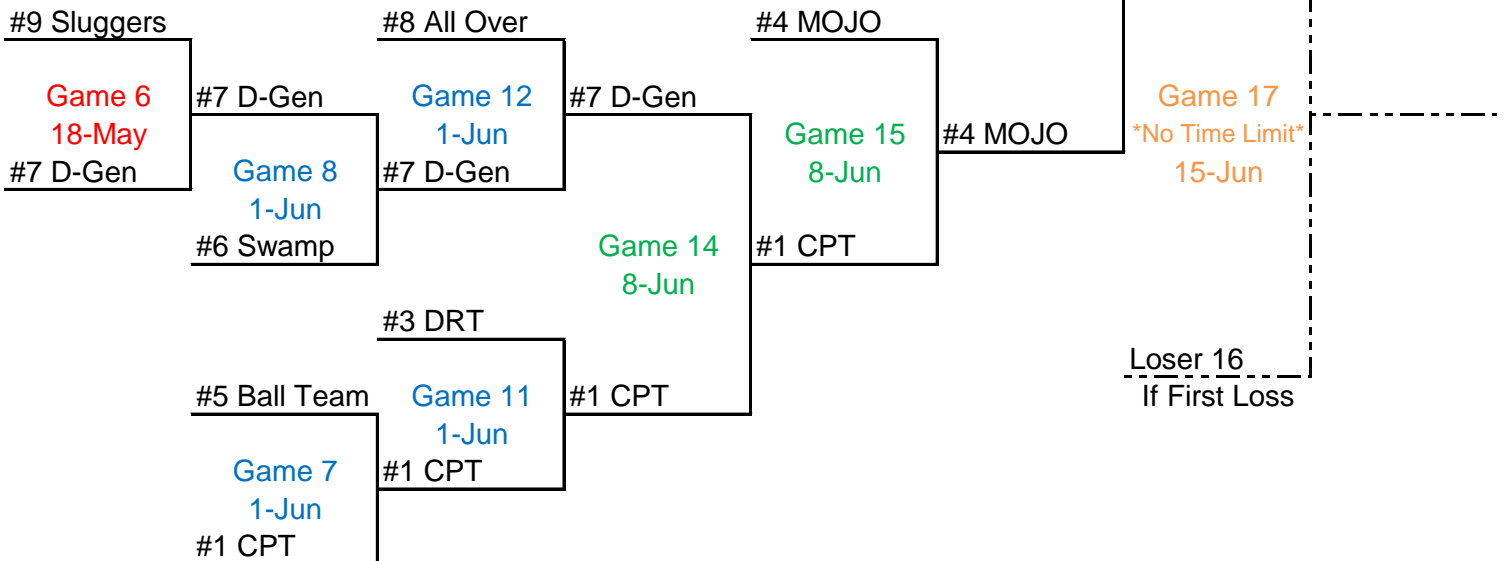 #9 Sluggers
#8 All Over
#4 MOJO
Game 6
18-May
#7 D-Gen
Game 12
1-Jun
#7 D-Gen
Game 17
*No Time Limit*
15-Jun
Game 15
8-Jun
#4 MOJO
#7 D-Gen
Game 8
1-Jun
#7 D-Gen
#6 Swamp
Game 14
8-Jun
#1 CPT
#3 DRT
Loser 16
If First Loss
#5 Ball Team
Game 11
1-Jun
#1 CPT
Game 7
1-Jun
#1 CPT
#1 CPT